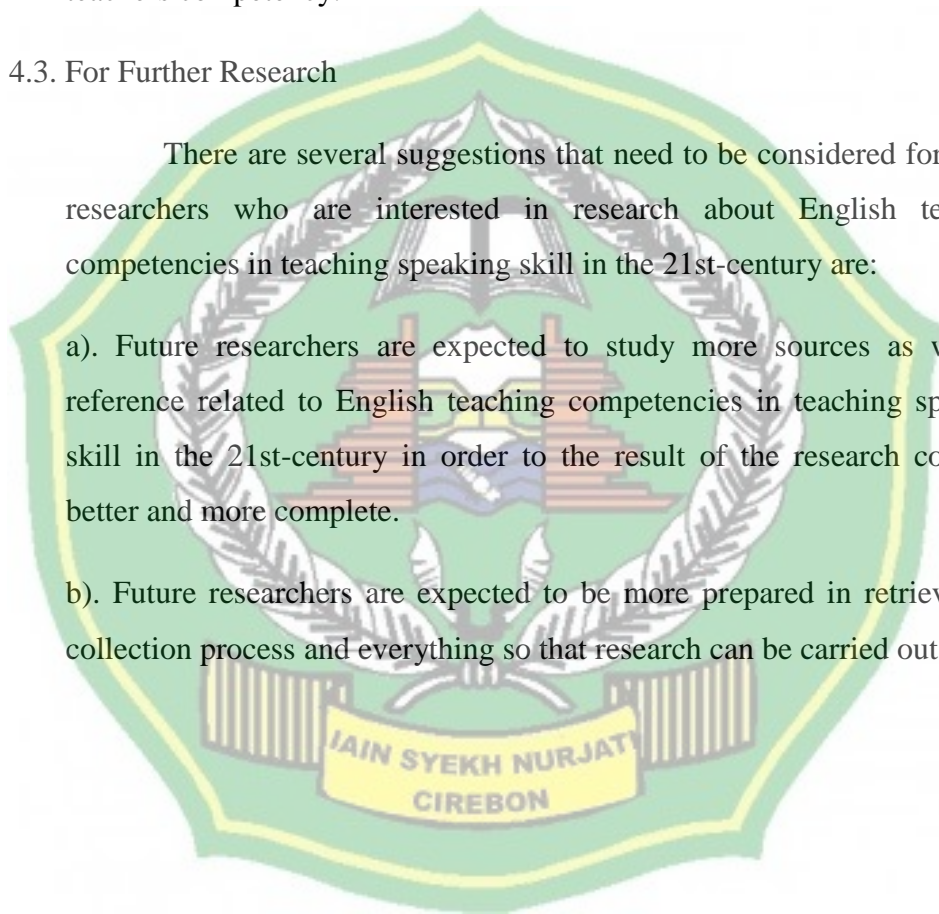 4.3. For Further Research
There are several suggestions that need to be considered for
researchers who are interested in research about English te
competencies in teaching speaking skill in the 21st-century are:
a). Future researchers are expected to study more sources as
reference related to English teaching competencies in teaching sp
skill in the 21st-century in order to the result of the research co
better and more complete.
b). Future researchers are expected to be more prepared in retriev
collection process and everything so that research can be carried out
IAIN SYEKH NURJATI
CIREBON